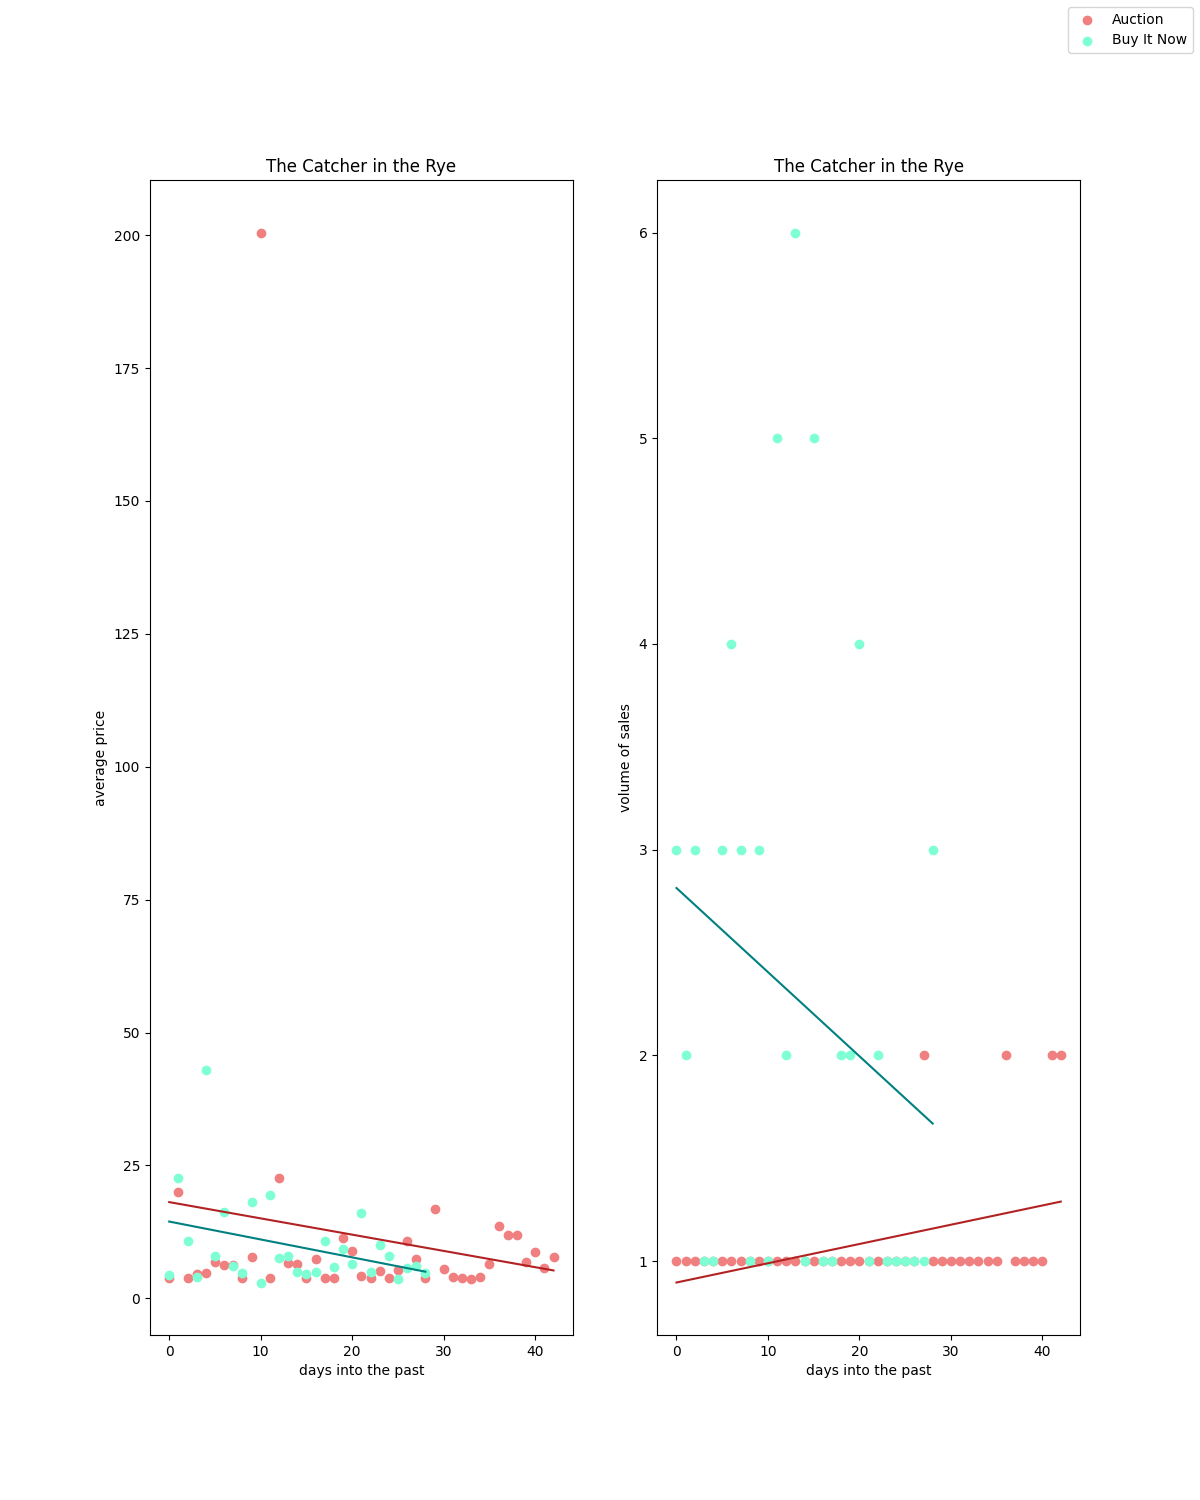 Auction
Buy It Now
The Catcher in the Rye
200
175
150
125
100
75
50
25
0
average price
0 10 20 30 40
days into the past
The Catcher in the Rye
6
5
4
3
2
1
volume of sales
0 10 20 30 40
days into the past